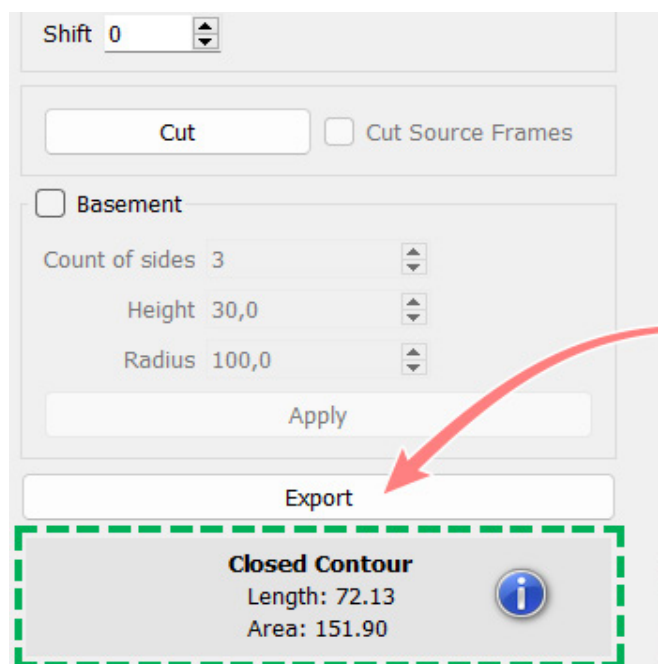 Shift 0
Cut Cut Source Frames
Basement
Count of sides 3
Height 30,0
Radius 100,0
Apply
Export
Closed Contour
Length: 72.13
Area: 151.90